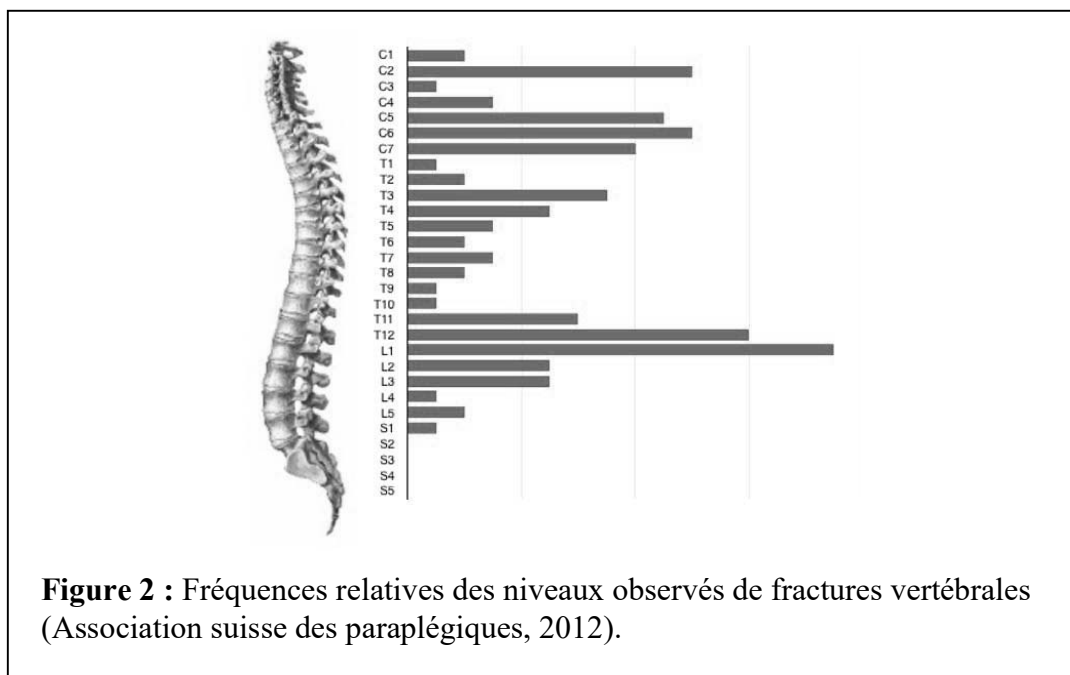 C1
C2
C3
C4
C5
C6
C7
T1
T2
T3
T4
T5
T6
T7
T8
T9
T10
T11
T12
L1
L2
L3
L4
L5
S1
S2
S3
S4
S5
Figure 2 : Fréquences relatives des niveaux observés de fractures vertébrales
(Association suisse des paraplégiques, 2012).